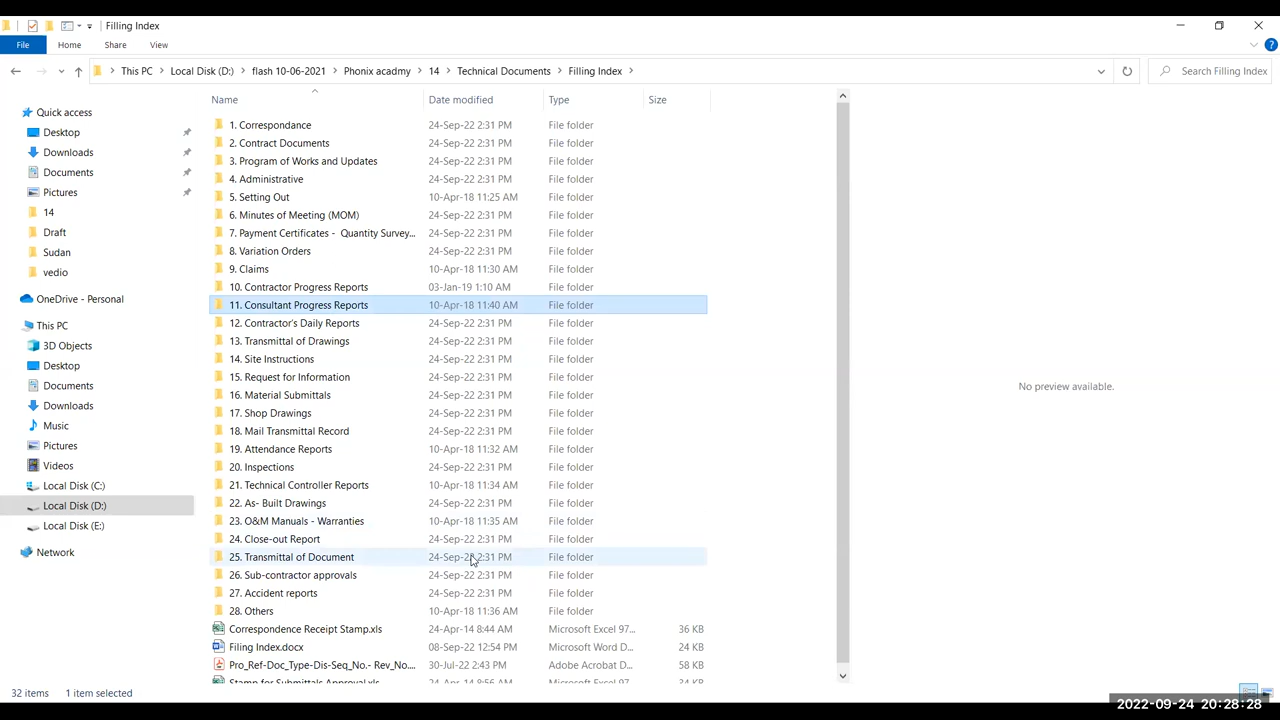 Filling Index
File Home Share View
This PC Local Disk (D:) flash 10-06-2021 Phonix acadmy 14 Technical Documents Filling Index Search Filling Index
Name Date modified Type Size
Quick access
Desktop
Downloads
Documents
Pictures
14
Draft
Sudan
vedio
OneDrive - Personal
This PC
3D Objects
Desktop
Documents
Downloads
Music
Pictures
Videos
Local Disk (C:)
Local Disk (D:)
Local Disk (E:)
Network
1. Correspondance 24-Sep-22 2:31 PM File folder
2. Contract Documents 24-Sep-22 2:31 PM File folder
3. Program of Works and Updates 24-Sep-22 2:31 PM File folder
4. Administrative 24-Sep-22 2:31 PM File folder
5. Setting Out 10-Apr-18 11:25 AM File folder
6. Minutes of Meeting (MOM) 24-Sep-22 2:31 PM File folder
7. Payment Certificates - Quantity Survey... 24-Sep-22 2:31 PM File folder
8. Variation Orders 24-Sep-22 2:31 PM File folder
9. Claims 10-Apr-18 11:30 AM File folder
10. Contractor Progress Reports 03-Jan-19 1:10 AM File folder
11. Consultant Progress Reports 10-Apr-18 11:40 AM File folder
12. Contractor's Daily Reports 24-Sep-22 2:31 PM File folder
13. Transmittal of Drawings 24-Sep-22 2:31 PM File folder
14. Site Instructions 24-Sep-22 2:31 PM File folder
15. Request for Information 24-Sep-22 2:31 PM File folder
16. Material Submittals 24-Sep-22 2:31 PM File folder
17. Shop Drawings 24-Sep-22 2:31 PM File folder
18. Mail Transmittal Record 24-Sep-22 2:31 PM File folder
19. Attendance Reports 10-Apr-18 11:32 AM File folder
20. Inspections 24-Sep-22 2:31 PM File folder
21. Technical Controller Reports 10-Apr-18 11:34 AM File folder
22. As- Built Drawings 24-Sep-22 2:31 PM File folder
23. O&M Manuals - Warranties 10-Apr-18 11:35 AM File folder
24. Close-out Report 24-Sep-22 2:31 PM File folder
25. Transmittal of Document 24-Sep-22 2:31 PM File folder
26. Sub-contractor approvals 24-Sep-22 2:31 PM File folder
27. Accident reports 24-Sep-22 2:31 PM File folder
28. Others 10-Apr-18 11:36 AM File folder
Correspondence Receipt Stamp.xls 24-Apr-14 8:44 AM Microsoft Excel 97... 36 KB
Filing Index.docx 08-Sep-22 12:54 PM Microsoft Word D... 24 KB
Pro_Ref-Doc_Type-Dis-Seq_No.- Rev_No.... 30-Jul-22 2:43 PM Adobe Acrobat D... 58 KB
Stamp for Submittals Approval.xls 24-Apr-14 8:56 AM Microsoft Excel 97... 34 KB
No preview available.
32 items 1 item selected
2022-09-24 20:28:28